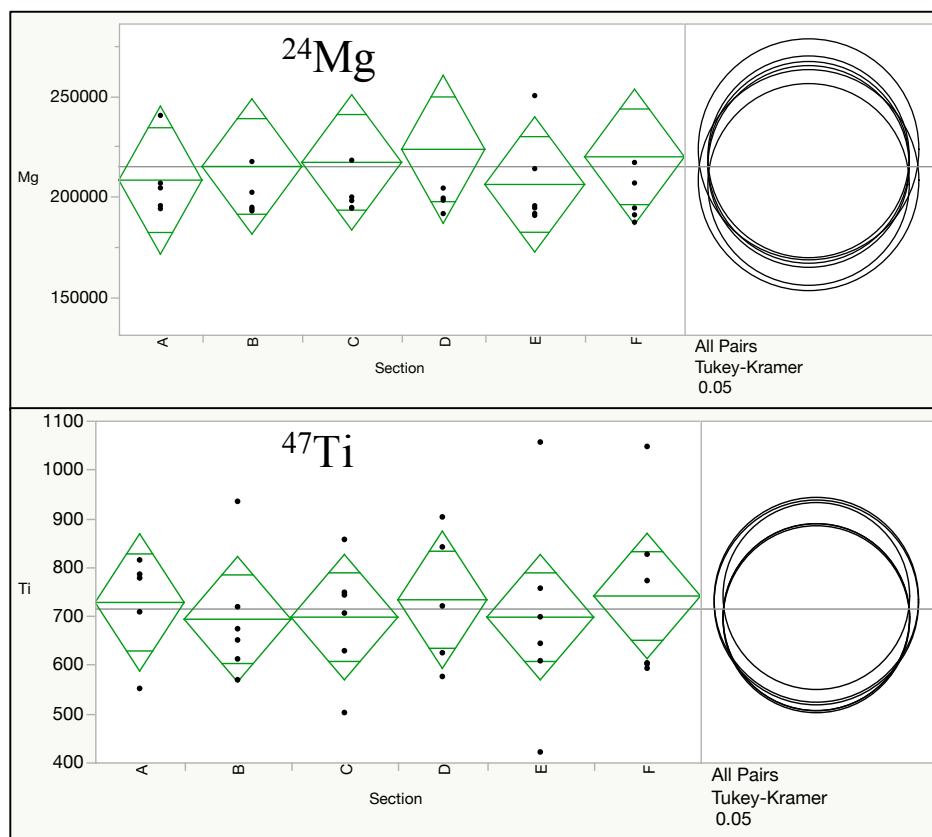 ²⁴Mg
250000
200000
150000
Mg
A
B
C
D
E
F
Section
All Pairs
Tukey-Kramer
0.05
⁴⁷Ti
1100
1000
900
800
700
600
500
400
Ti
A
B
C
D
E
F
Section
All Pairs
Tukey-Kramer
0.05